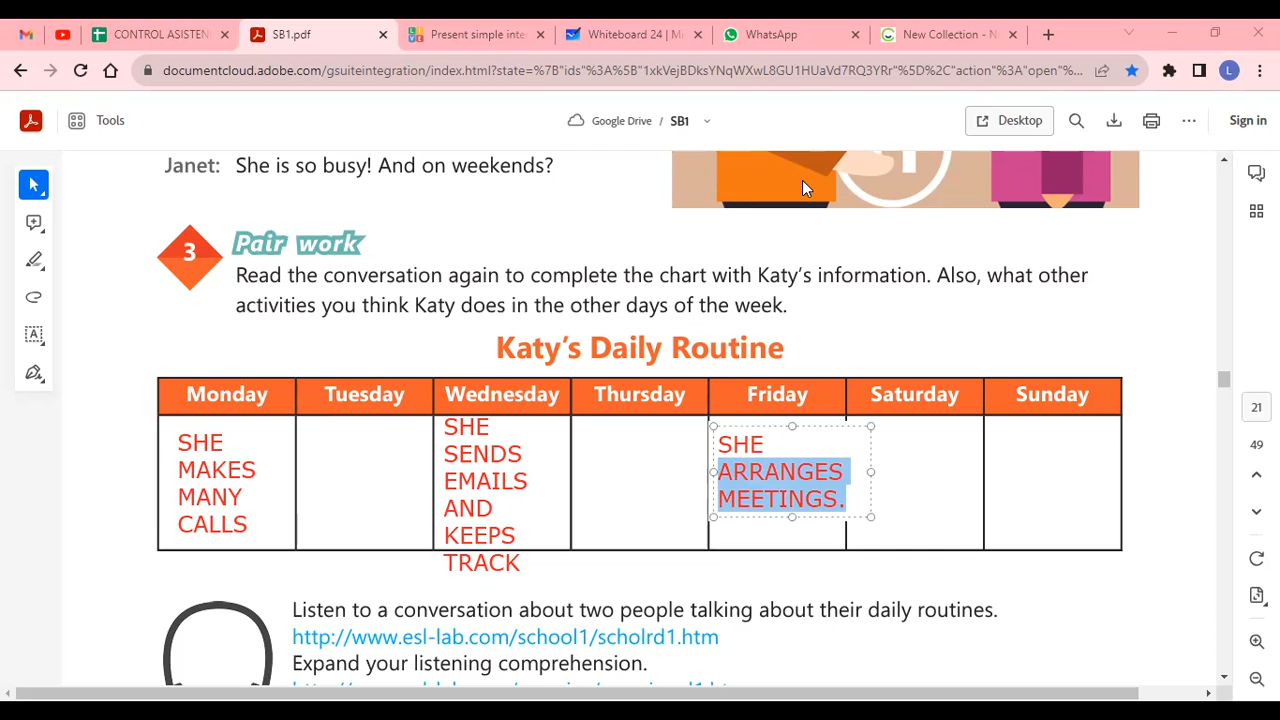 CONTROL ASISTEN
SB1.pdf
Present simple inte
Whiteboard 24 | Mi
WhatsApp
New Collection - N
documentcloud.adobe.com/gsuiteintegration/index.html?state=%7B"ids"%3A%5B"1xkVejBDksYNqWXwL8GU1HUaVd7RQ3YRr"%5D%2C"action"%3A"open"%...
L
Tools
Google Drive / SB1
Desktop
Sign in
Janet: She is so busy! And on weekends?
3 Pair work
Read the conversation again to complete the chart with Katy's information. Also, what other
activities you think Katy does in the other days of the week.
Katy's Daily Routine
Monday Tuesday Wednesday Thursday Friday Saturday Sunday
SHE
MAKES
MANY
CALLS
SHE
SENDS
EMAILS
AND
KEEPS
TRACK
SHE
ARRANGES
MEETINGS.
Listen to a conversation about two people talking about their daily routines.
http://www.esl-lab.com/school1/scholrd1.htm
Expand your listening comprehension.
21
49